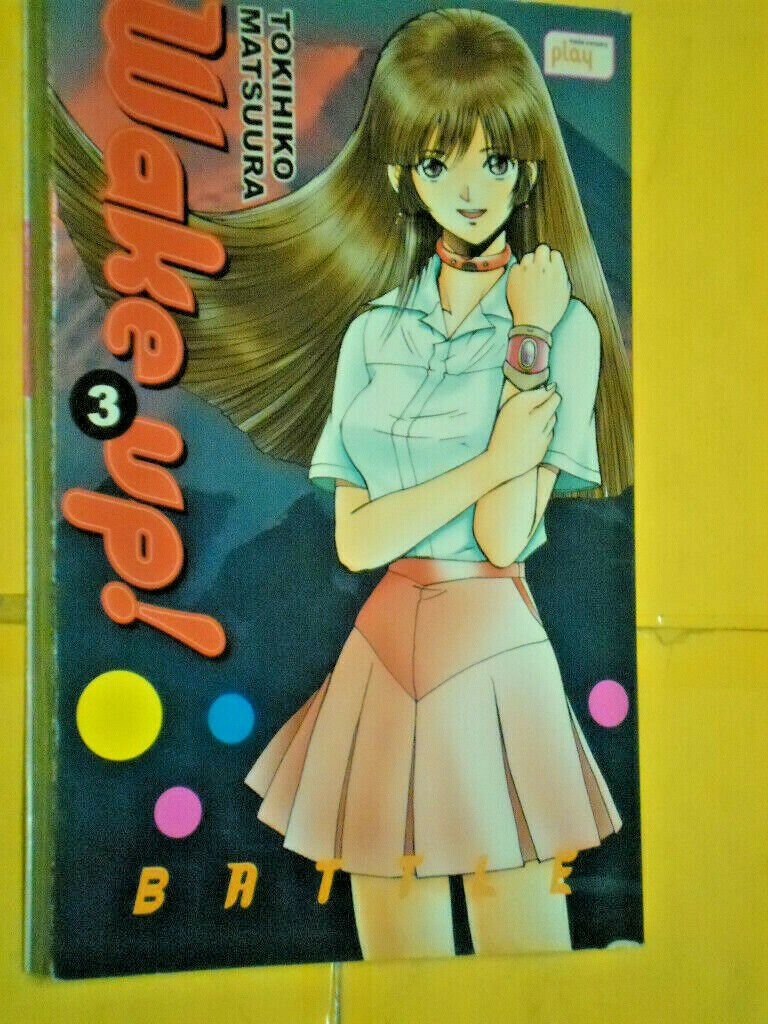 Wake up!
TOKIHIKO
MATSUURA
play
3
BATTLE